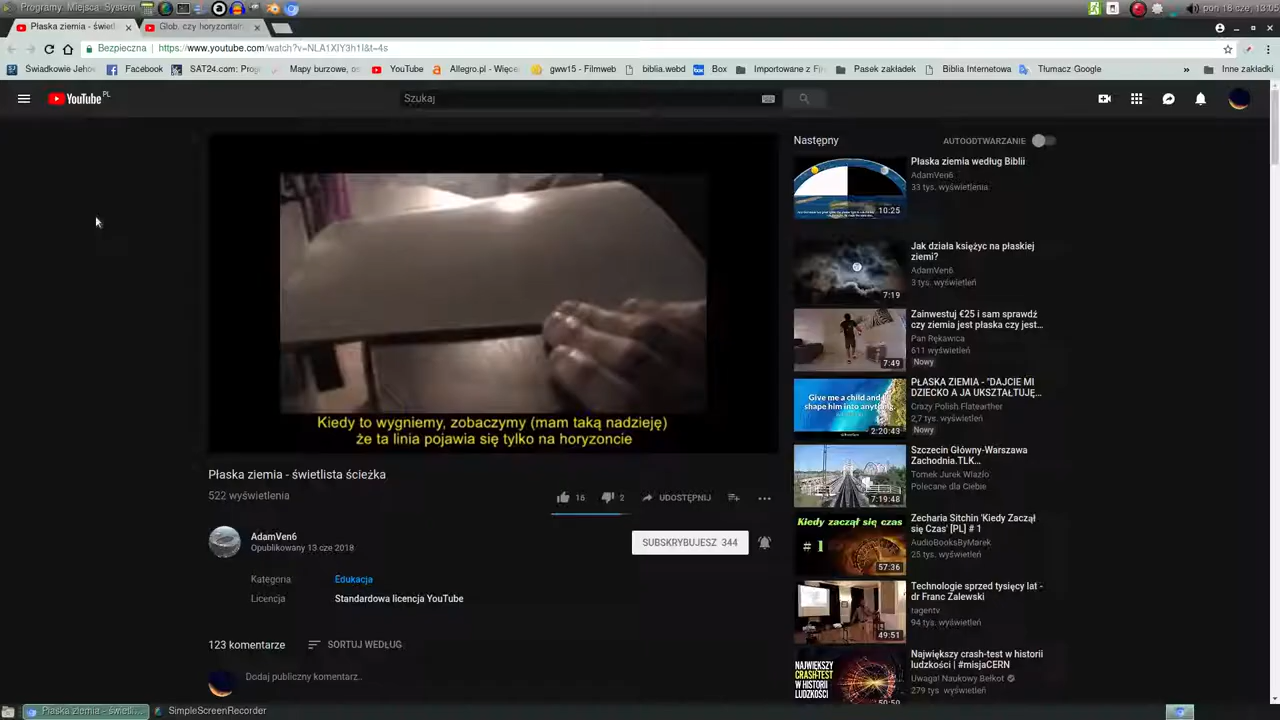 Programy Miejsca System
pon 18 cze, 13:05
Płaska ziemia - świetl
Glob. czy horyzontaln
Bezpieczna
https://www.youtube.com/watch?v=NLA1XIY3h1I&t=4s
Świadkowie Jeho
Facebook
SAT24.com: Pro
Mapy burzowe, os
YouTube
Allegro.pl - Więce
gww15 - Filmweb
biblia.webd
Box
Importowane z Fir
Pasek zakładek
Biblia Internetowa
Tłumacz Google
»
Inne zakładki
YouTube PL
Szukaj
Następny
AUTOODTWARZANIE
Kiedy to wygniemy, zobaczymy (mam taką nadzieję)
że ta linia pojawia się tylko na horyzoncie
Płaska ziemia - świetlista ścieżka
522 wyświetlenia
16
2
UDOSTĘPNIJ
AdamVen6
Opublikowany 13 cze 2018
SUBSKRYBUJESZ 344
Kategoria
Edukacja
Licencja
Standardowa licencja YouTube
123 komentarze
SORTUJ WEDŁUG
Dodaj publiczny komentarz..
10:25
Płaska ziemia według Biblii
AdamVen6
33 tys. wyświetlenia
7:19
Jak działa księżyc na płaskiej
ziemi?
AdamVen6
3 tys. wyświetleń
7:49
Zainwestuj €25 i sam sprawdź
czy ziemia jest płaska czy jest...
Pan Rękawica
611 wyświetleń
Nowy
Give me a child and I
shape him into anything.
2:20:43
PŁASKA ZIEMIA - "DAJCIE MI
DZIECKO A JA UKSZTAŁTUJĘ...
Crazy Polish Flatearther
2,7 tys. wyświetleń
Nowy
7:19:48
Szczecin Główny-Warszawa
Zachodnia.TLK...
Tomek Jurek Wlazło
Polecane dla Ciebie
Kiedy zaczął się czas
# 1
57:36
Zecharia Sitchin 'Kiedy Zaczął
się Czas' [PL] # 1
AudioBooksByMarek
25 tys. wyświetleń
49:51
Technologie sprzed tysięcy lat -
dr Franc Zalewski
ragentv
94 tys. wyświetleń
NAJWIĘKSZY
CRASH-TEST
W HISTORII
LUDZKOŚCI
50:50
Największy crash-test w historii
ludzkości | #misjaCERN
Uwaga! Naukowy Bełkot
279 tys. wyświetleń
Płaska ziemia - świetli...
SimpleScreenRecorder